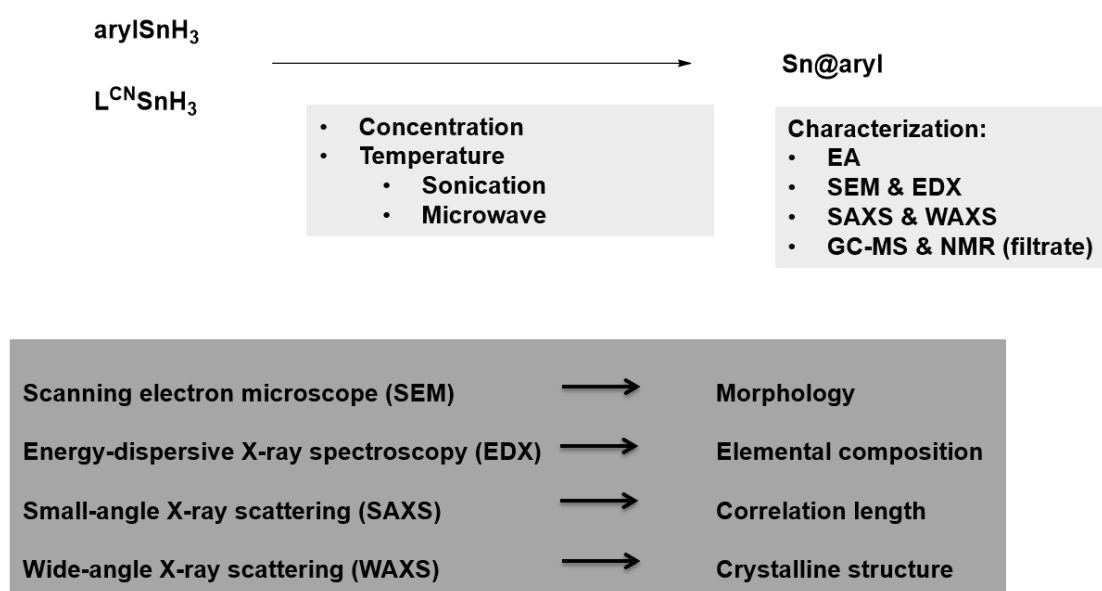 arylSnH₃
Lᶜᴺ SnH₃
Sn@aryl
• Concentration
• Temperature
• Sonication
• Microwave
Characterization:
• EA
• SEM & EDX
• SAXS & WAXS
• GC-MS & NMR (filtrate)
Scanning electron microscope (SEM) → Morphology
Energy-dispersive X-ray spectroscopy (EDX) → Elemental composition
Small-angle X-ray scattering (SAXS) → Correlation length
Wide-angle X-ray scattering (WAXS) → Crystalline structure